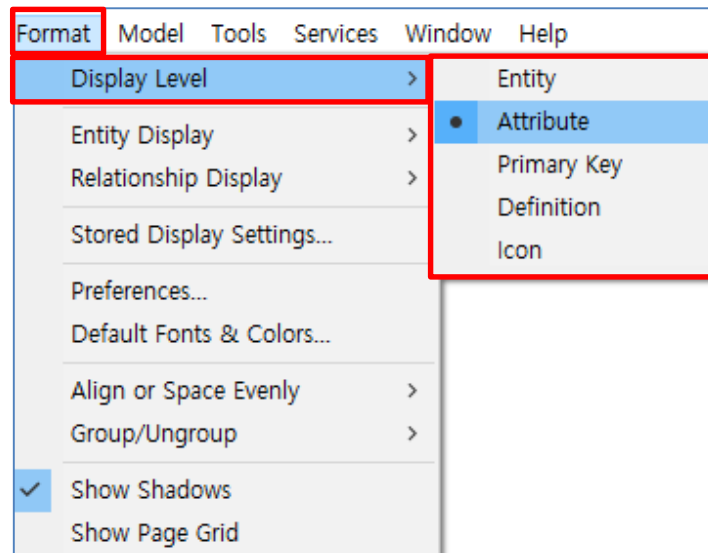 Format Model Tools Services Window Help
Display Level
Entity Display
Relationship Display
Stored Display Settings...
Preferences...
Default Fonts & Colors...
Align or Space Evenly
Group/Ungroup
Show Shadows
Show Page Grid
Entity
Attribute
Primary Key
Definition
Icon